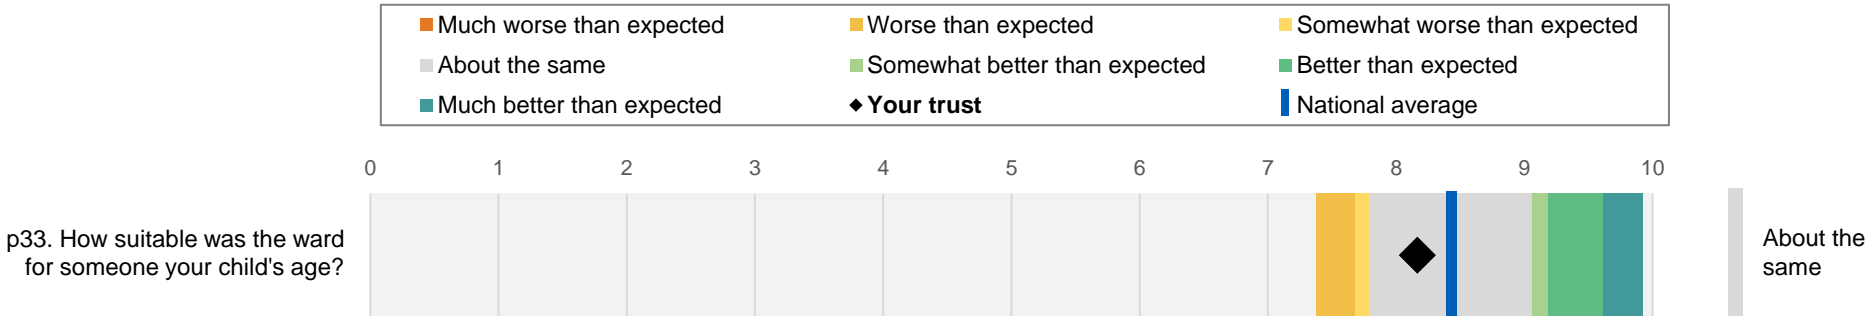 Much worse than expected Worse than expected Somewhat worse than expected
About the same Somewhat better than expected Better than expected
Much better than expected Your trust National average
0 1 2 3 4 5 6 7 8 9 10
p33. How suitable was the ward
for someone your child's age?
About the
same